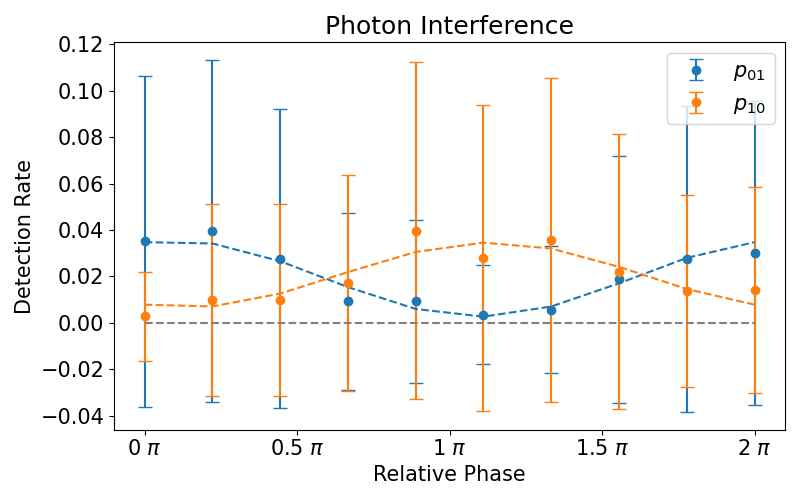 Photon Interference
Detection Rate
0.12
0.10
0.08
0.06
0.04
0.02
0.00
−0.02
−0.04
p01
p10
0 π
0.5 π
1 π
1.5 π
2 π
Relative Phase